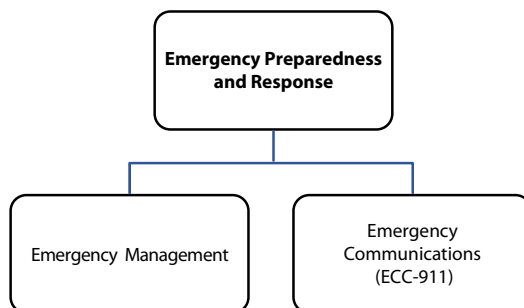 Emergency Preparedness
and Response
Emergency Management
Emergency
Communications
(ECC-911)